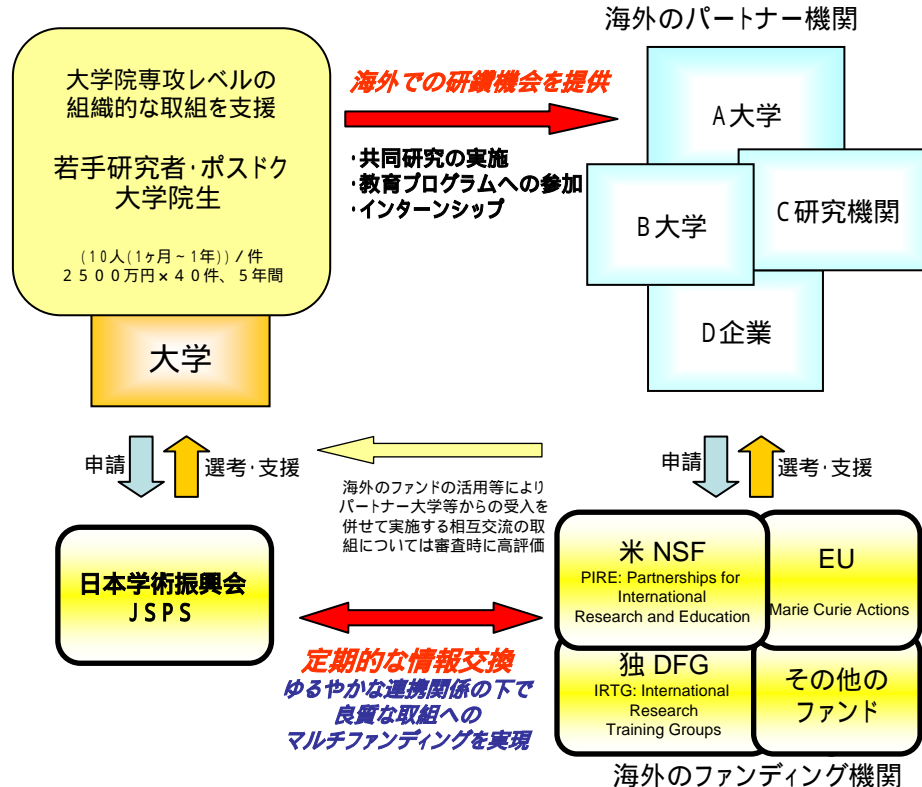 海外のパートナー機関
大学院専攻レベルの
組織的な取組を支援
若手研究者・ポスドク
大学院生
(10人(1ヶ月~1年))/件
2500万円×40件、5年間
大学
海外での研鑽機会を提供
・共同研究の実施
・教育プログラムへの参加
・インターンシップ
A大学
B大学
C研究機関
D企業
申請
選考・支援
海外のファンドの活用等により
パートナー大学等からの受入を
併せて実施する相互交流の取
組については審査時に高評価
申請
選考・支援
日本学術振興会
JSPS
定期的な情報交換
ゆるやかな連携関係の下で
良質な取組への
マルチファンディングを実現
米 NSF
PIRE: Partnerships for
International
Research and Education
EU
Marie Curie Actions
独 DFG
IRTG: International
Research
Training Groups
その他の
ファンド
海外のファンディング機関